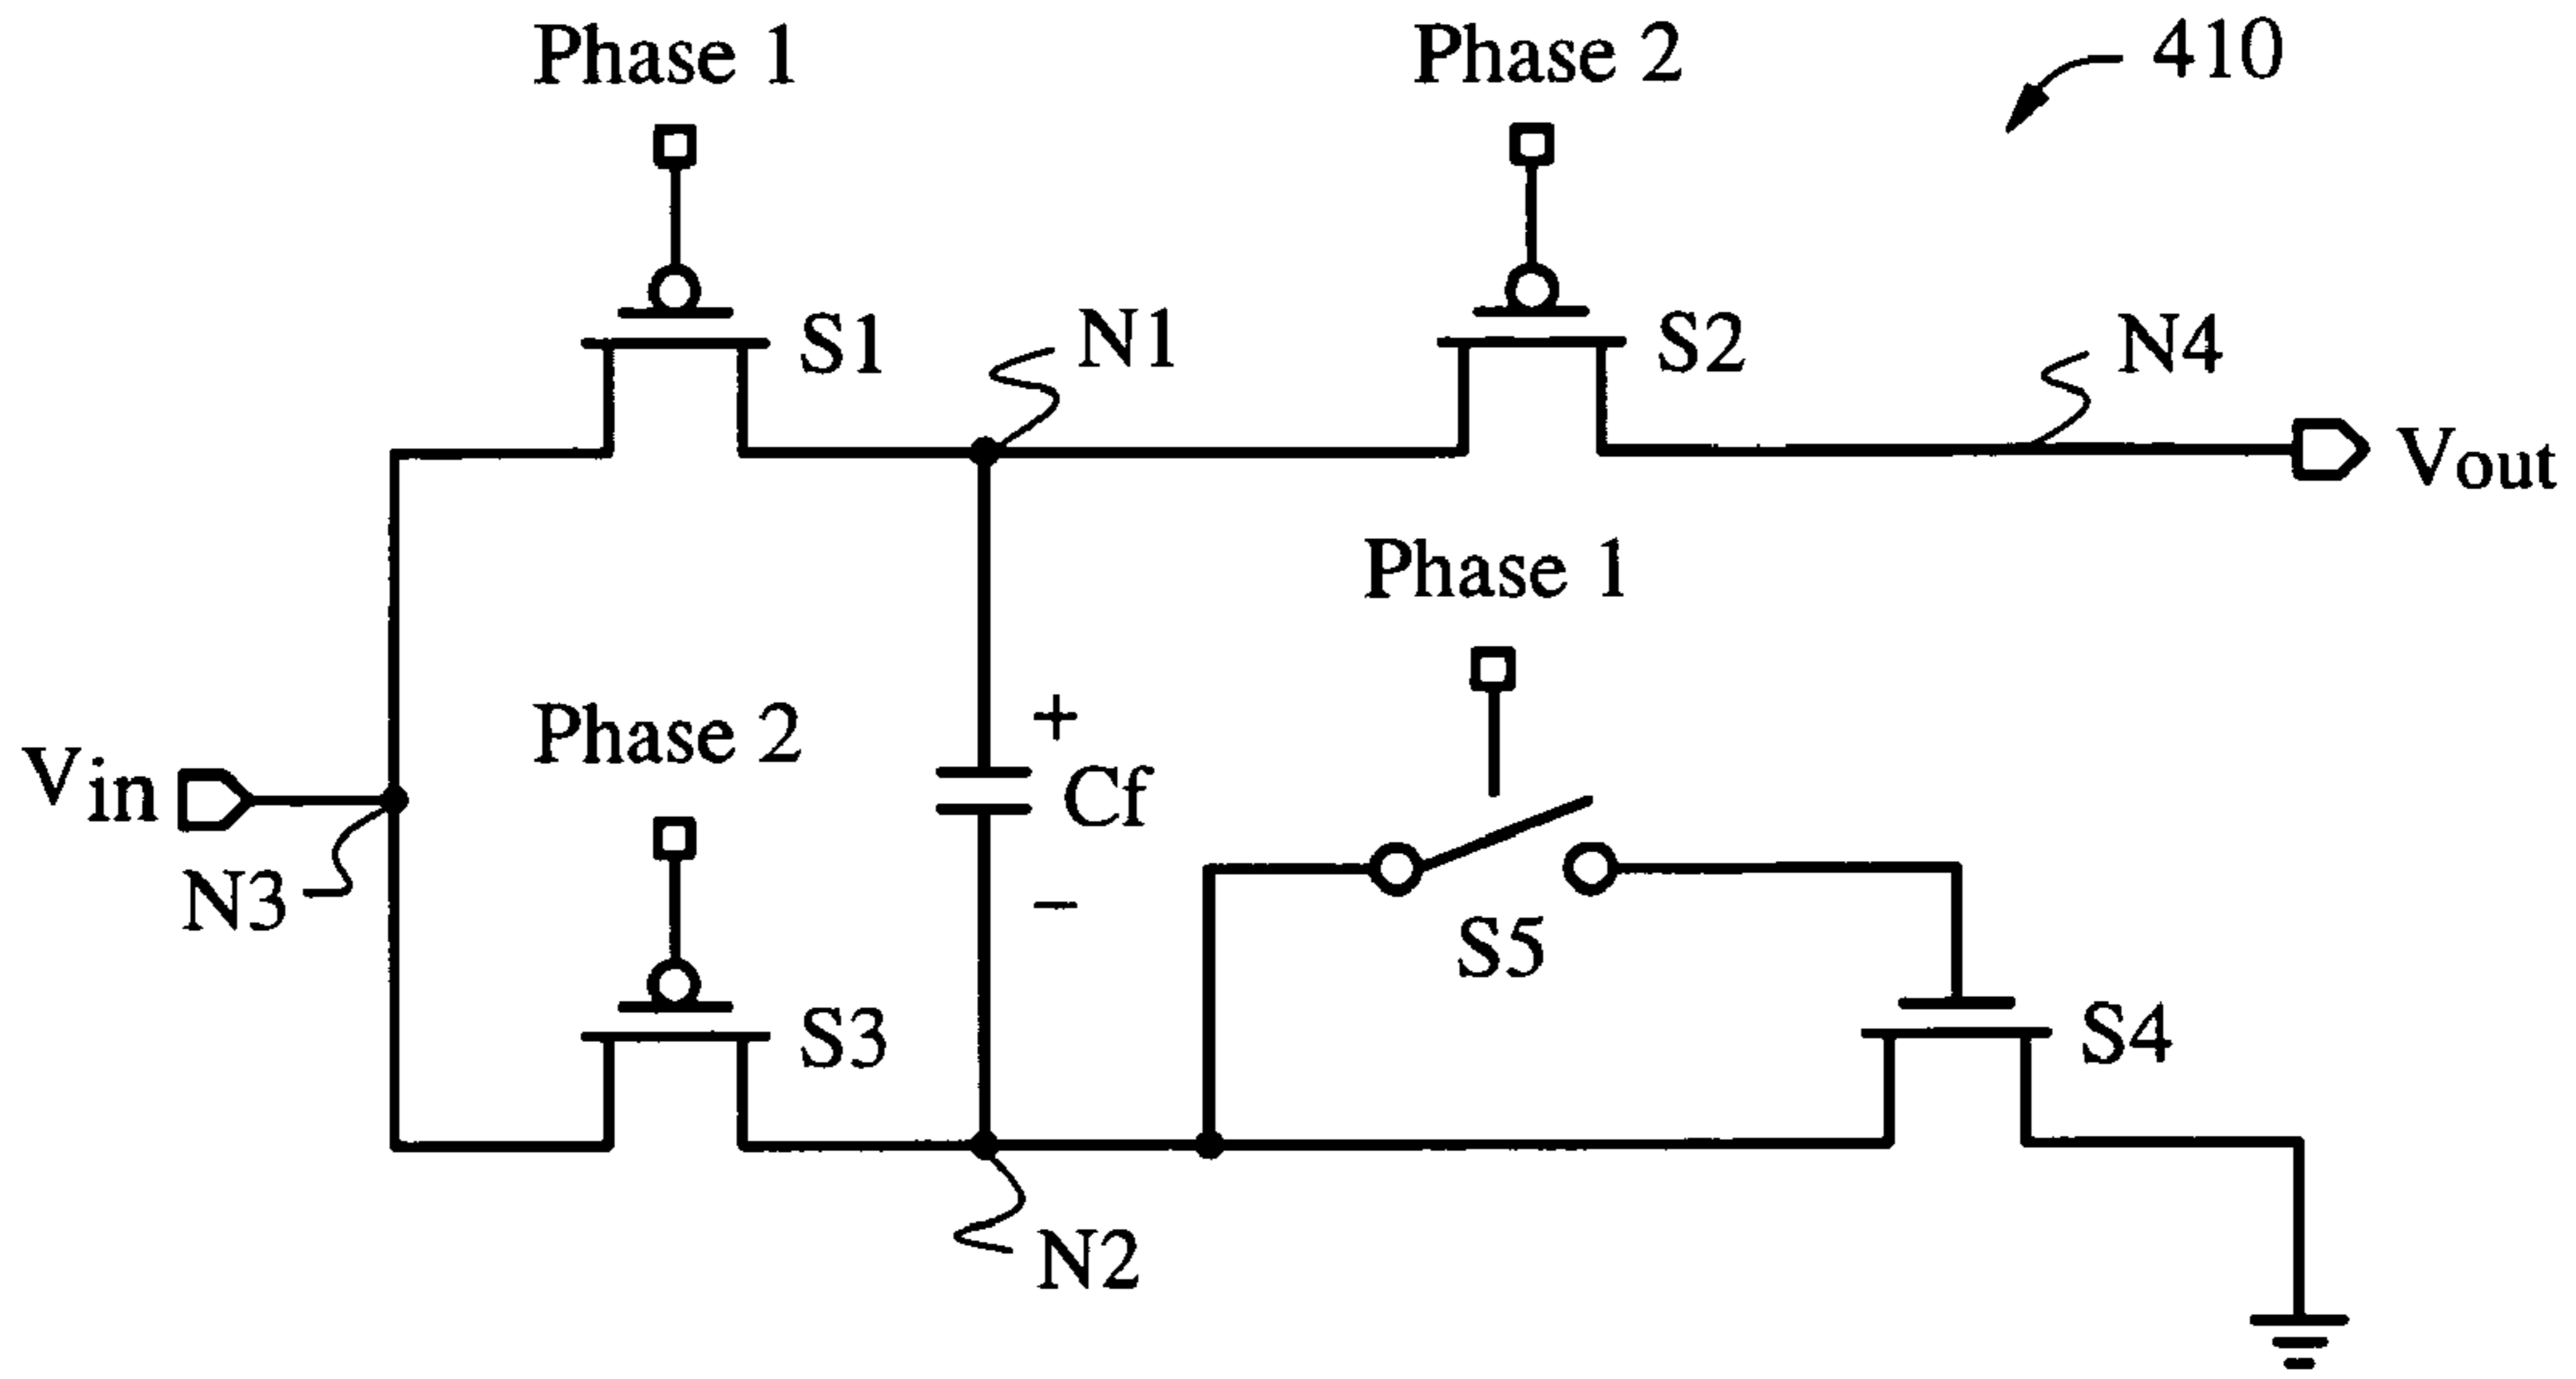 Phase 1
Phase 2
410
S1
N1
S2
N4
Vout
Phase 1
Phase 2
+
Vin
Cf
N3
−
S5
S3
S4
N2